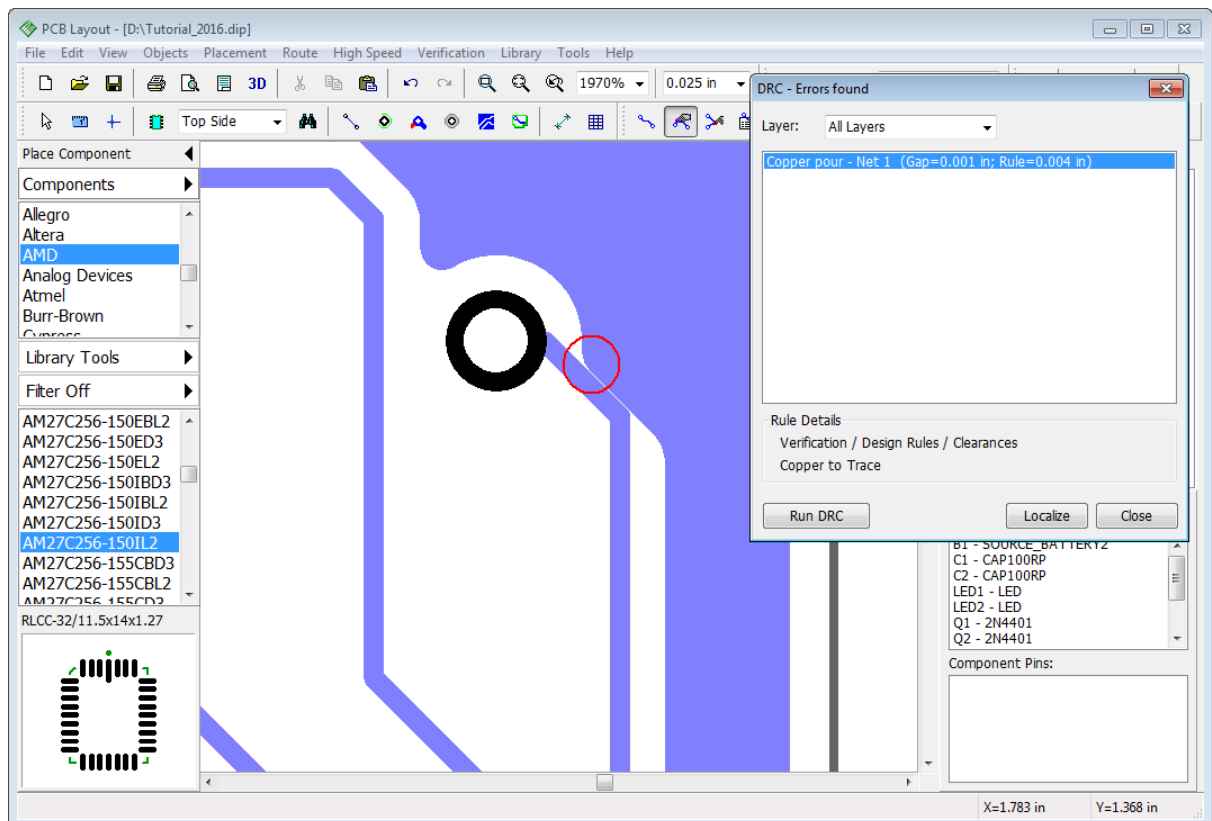 PCB Layout - [D:\Tutorial_2016.dip]
File Edit View Objects Placement Route High Speed Verification Library Tools Help
3D 1970% 0.025 in
Top Side
Place Component
Components
Allegro
Altera
AMD
Analog Devices
Atmel
Burr-Brown
Cypress
Library Tools
Filter Off
AM27C256-150EBL2
AM27C256-150ED3
AM27C256-150EL2
AM27C256-150IBD3
AM27C256-150IBL2
AM27C256-150ID3
AM27C256-150IL2
AM27C256-155CBD3
AM27C256-155CBL2
AM27C256-155CD3
RLCC-32/11.5x14x1.27
DRC - Errors found
Layer: All Layers
Copper pour - Net 1 (Gap=0.001 in; Rule=0.004 in)
Rule Details
Verification / Design Rules / Clearances
Copper to Trace
Run DRC Localize Close
B1 - SOURCE_BATTERY2
C1 - CAP100RP
C2 - CAP100RP
LED1 - LED
LED2 - LED
Q1 - 2N4401
Q2 - 2N4401
Component Pins:
X=1.783 in Y=1.368 in